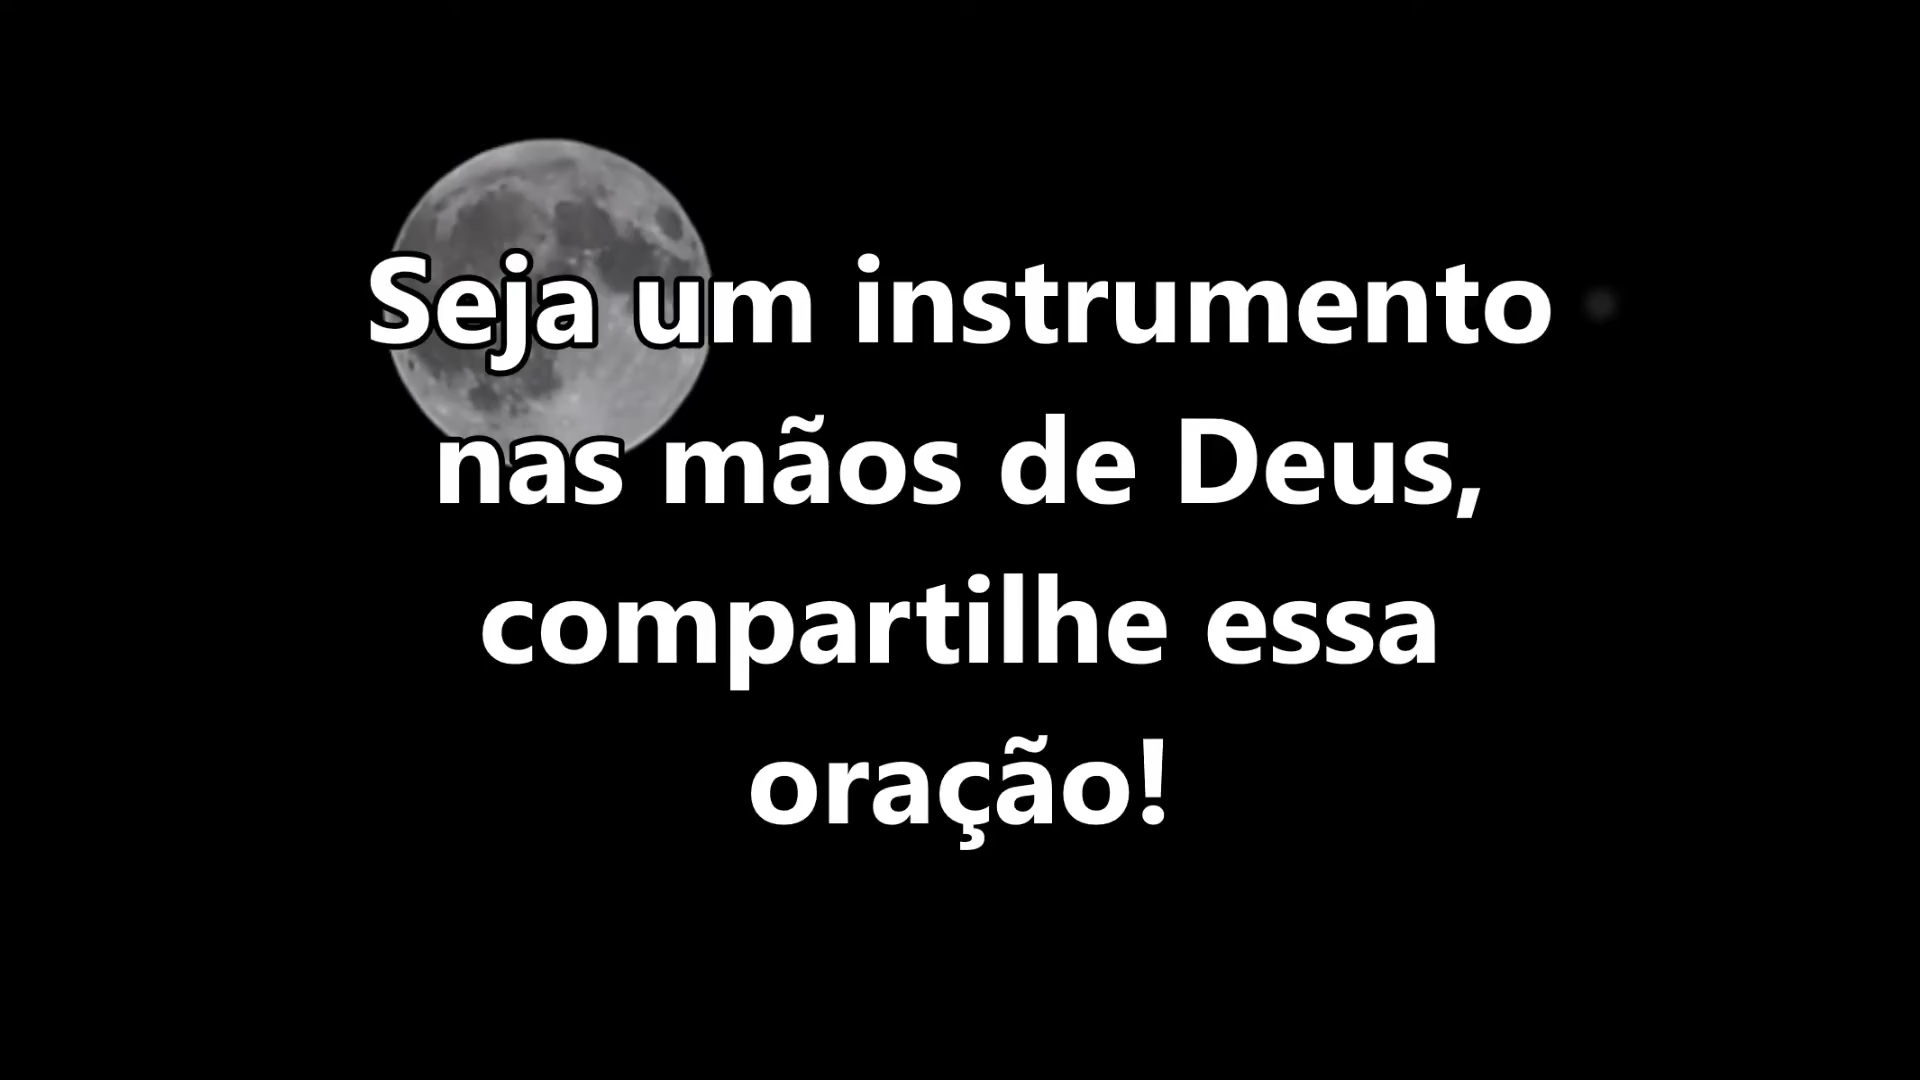 Seja um instrumento
nas mãos de Deus,
compartilhe essa
oração!